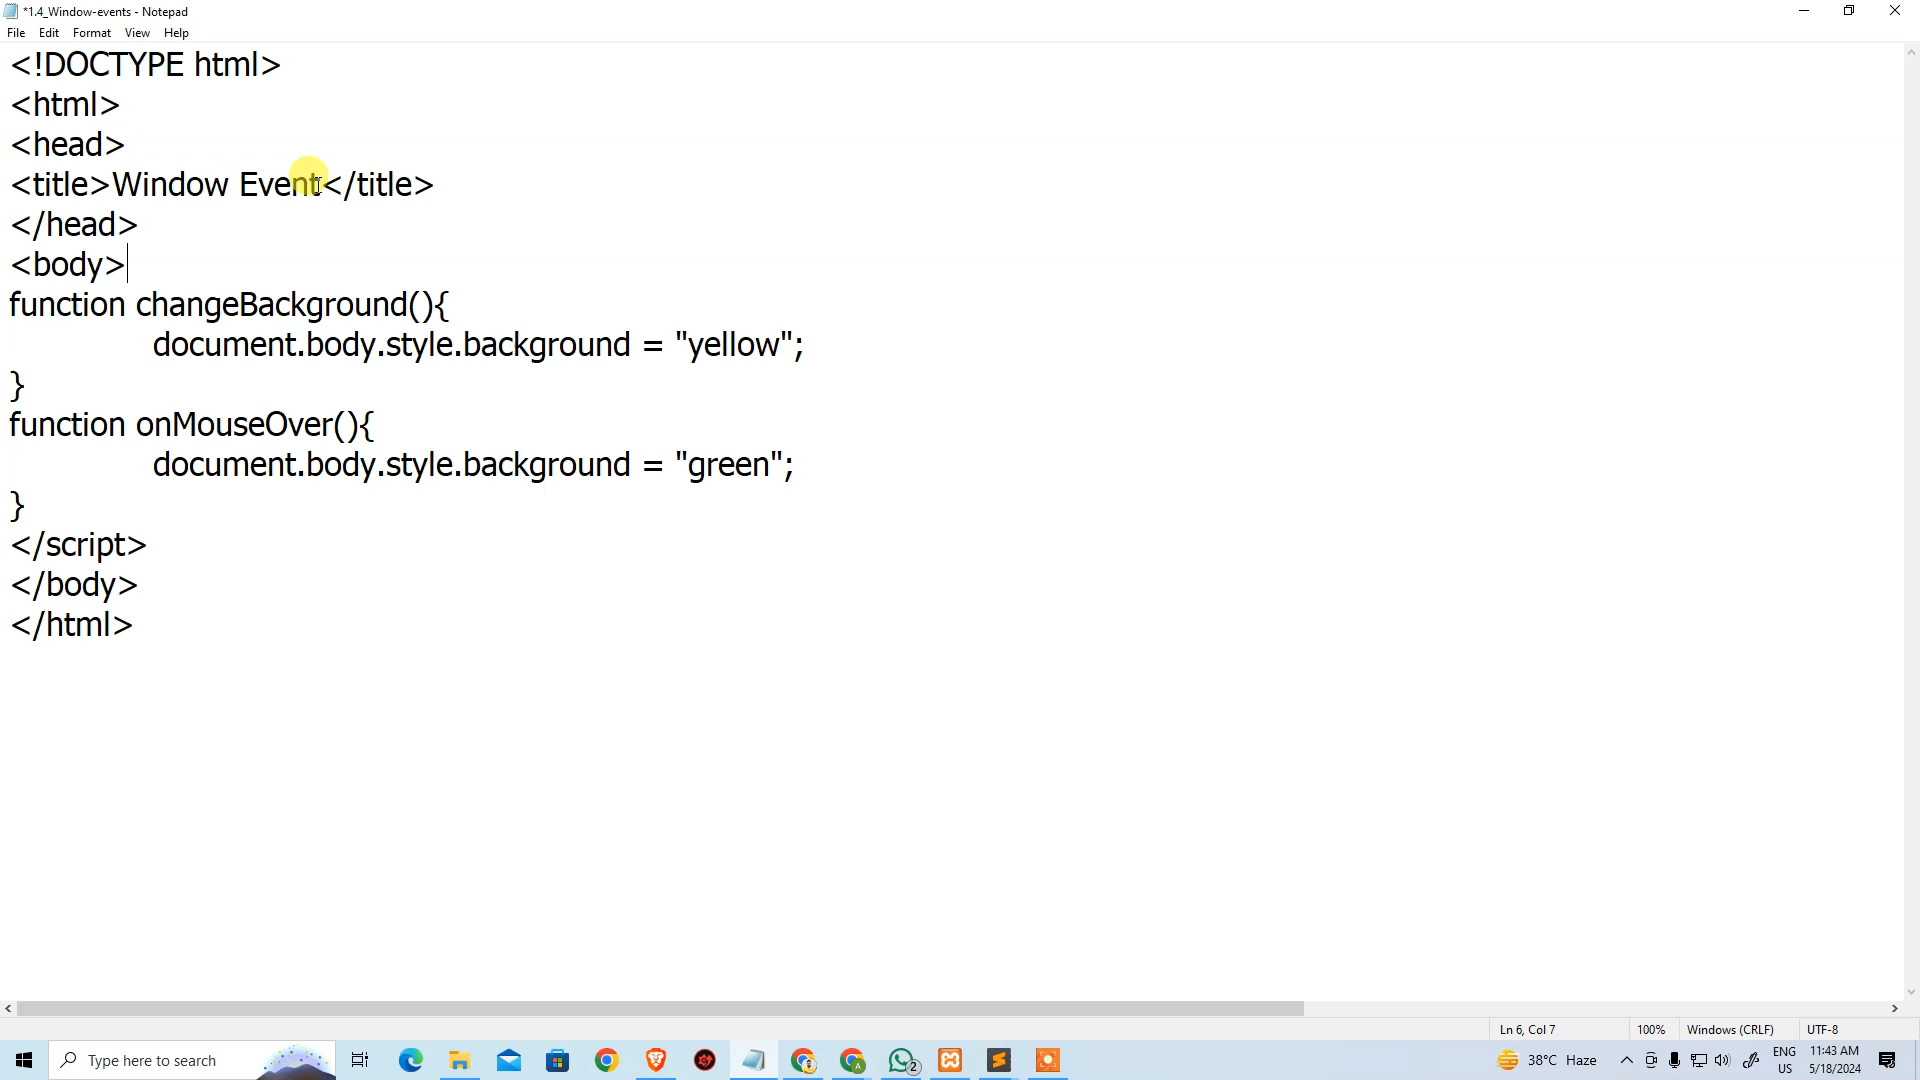 *1.4_Window-events - Notepad
File Edit Format View Help
<!DOCTYPE html>
<html>
<head>
<title>Window Event</title>
</head>
<body>
function changeBackground(){
document.body.style.background = "yellow";
}
function onMouseOver(){
document.body.style.background = "green";
}
</script>
</body>
</html>
Ln 6, Col 7 100% Windows (CRLF) UTF-8
Type here to search
A
2
38°C Haze
ENG
US
11:43 AM
5/18/2024